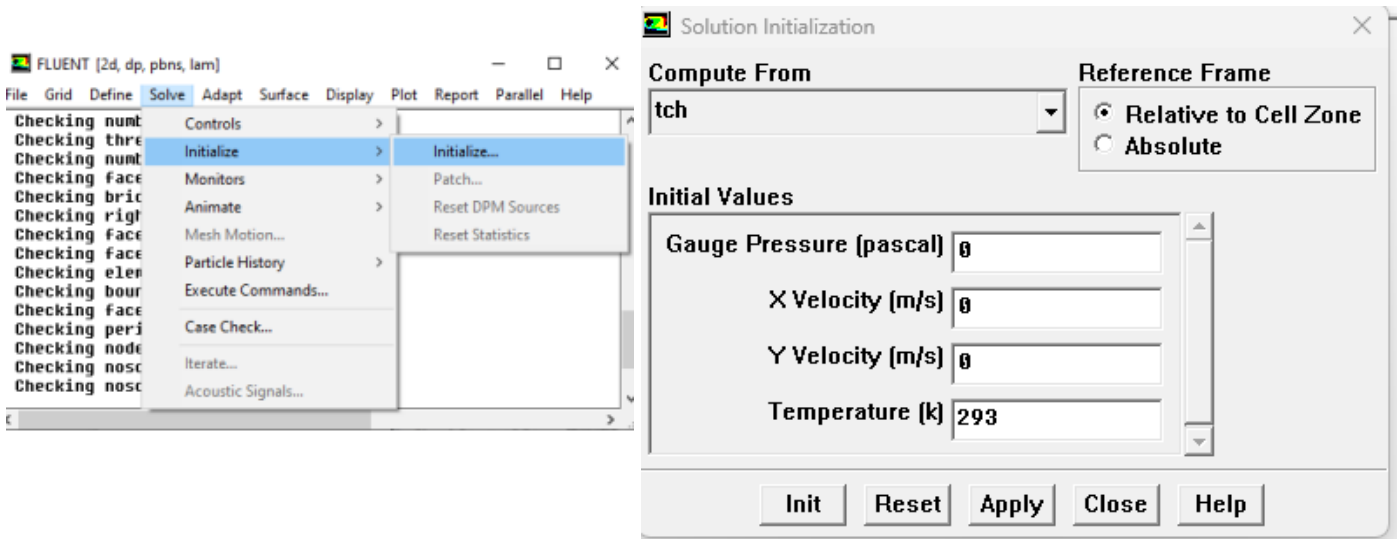 FLUENT [2d, dp, pbns, lam]
File Grid Define Solve Adapt Surface Display Plot Report Parallel Help
Checking numb
Checking thre
Checking numb
Checking face
Checking bric
Checking righ
Checking face
Checking face
Checking elem
Checking bour
Checking face
Checking peri
Checking node
Checking nosc
Checking nosc
Controls
Initialize
Monitors
Animate
Mesh Motion...
Particle History
Execute Commands...
Case Check...
Iterate...
Acoustic Signals...
Initialize...
Patch...
Reset DPM Sources
Reset Statistics
Solution Initialization
Compute From
tch
Reference Frame
Relative to Cell Zone
Absolute
Initial Values
Gauge Pressure (pascal) 0
X Velocity (m/s) 0
Y Velocity (m/s) 0
Temperature (k) 293
Init Reset Apply Close Help